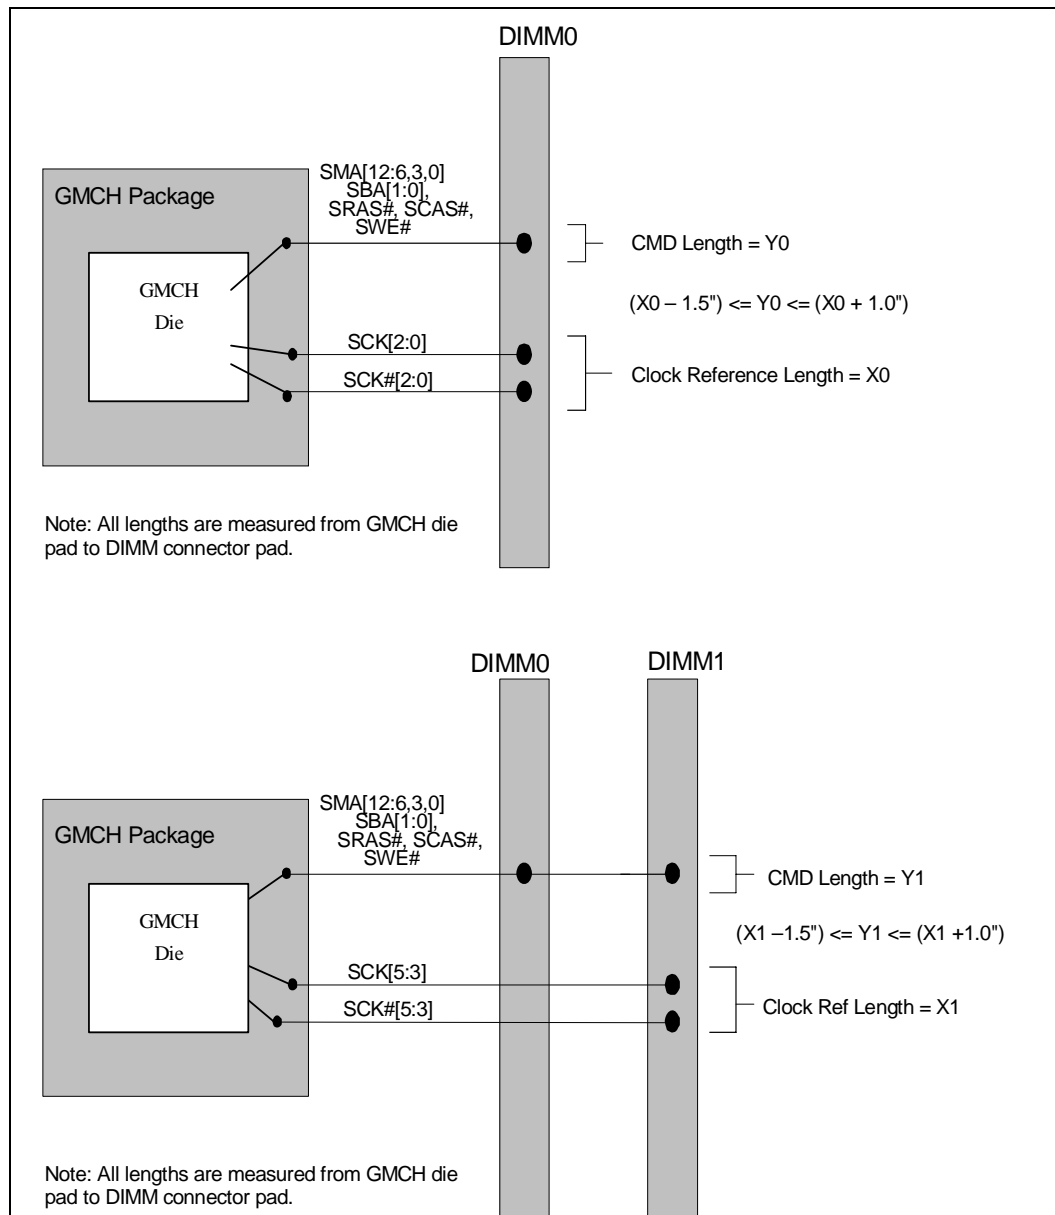 DIMM0
SMA[12:6,3,0]
SBA[1:0],
SRAS#, SCAS#,
SWE#
GMCH Package
CMD Length = Y0
GMCH
Die
(X0 – 1.5") <= Y0 <= (X0 + 1.0")
SCK[2:0]
SCK#[2:0]
Clock Reference Length = X0
Note: All lengths are measured from GMCH die
pad to DIMM connector pad.
DIMM0
DIMM1
SMA[12:6,3,0]
SBA[1:0],
SRAS#, SCAS#,
SWE#
GMCH Package
CMD Length = Y1
GMCH
Die
(X1 –1.5") <= Y1 <= (X1 +1.0")
SCK[5:3]
SCK#[5:3]
Clock Ref Length = X1
Note: All lengths are measured from GMCH die
pad to DIMM connector pad.